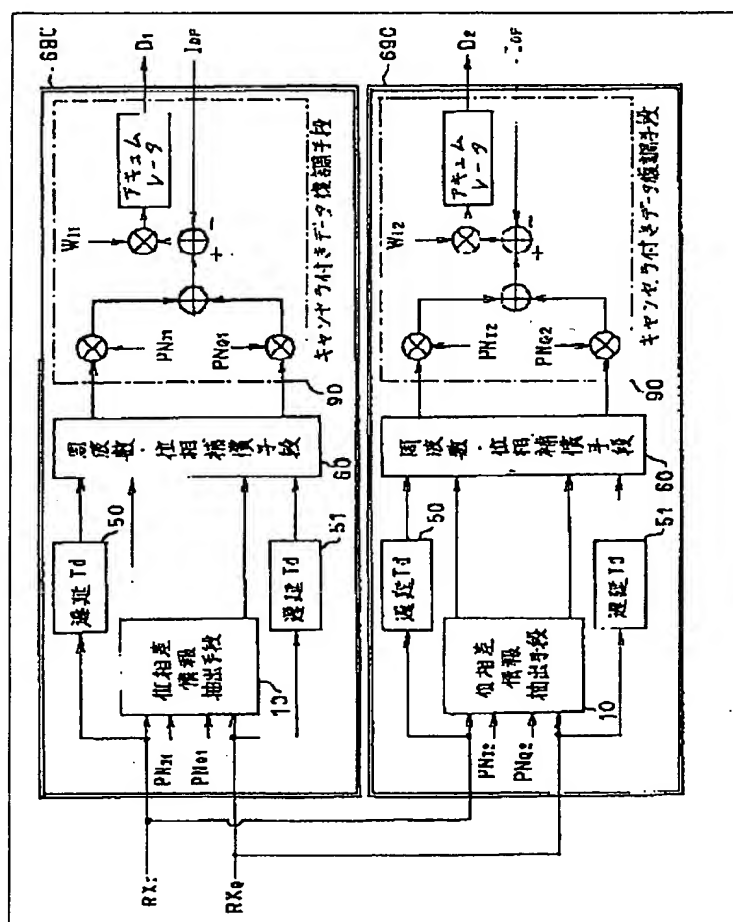 68C
D1
IDF
アキュム
レータ
W11
+
-
キャンセラ付きデータ復調手段
PNI1
PNQ1
90
周波数・位相補償手段
60
遅延Td
50
遅延Td
51
位相差
情報
抽出手段
10
PNI1
PNQ1
RXI
RXQ
69C
D2
IDF
アキュム
レータ
W12
+
-
キャンセラ付きデータ復調手段
PNI2
PNQ2
90
周波数・位相補償手段
60
遅延Td
50
遅延Td
51
位相差
情報
抽出手段
10
PNI2
PNQ2